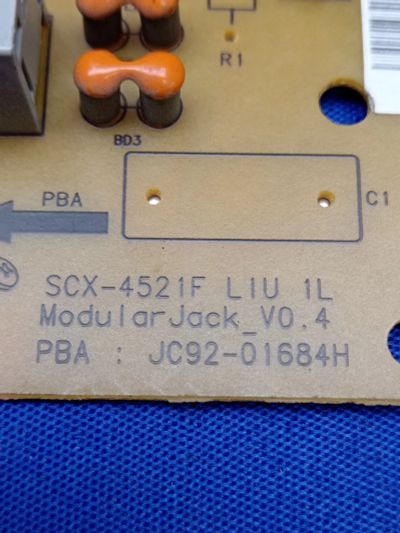 R1
BD3
PBA
C1
SCX-4521F LIU 1L
ModularJack_V0.4
PBA : JC92-01684H